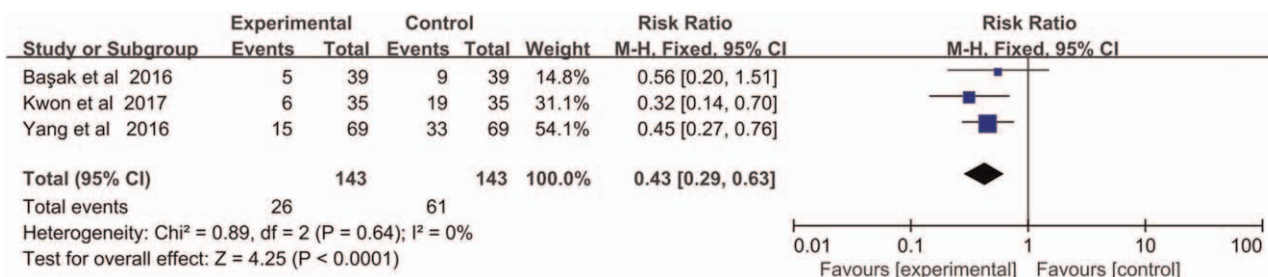 Experimental Control Risk Ratio Risk Ratio
Study or Subgroup Events Total Events Total Weight M-H, Fixed, 95% CI M-H, Fixed, 95% CI
Başak et al 2016 5 39 9 39 14.8% 0.56 [0.20, 1.51]
Kwon et al 2017 6 35 19 35 31.1% 0.32 [0.14, 0.70]
Yang et al 2016 15 69 33 69 54.1% 0.45 [0.27, 0.76]
Total (95% CI) 143 143 100.0% 0.43 [0.29, 0.63]
Total events 26 61
Heterogeneity: Chi² = 0.89, df = 2 (P = 0.64); I² = 0%
Test for overall effect: Z = 4.25 (P < 0.0001)
0.01 0.1 1 10 100
Favours [experimental] Favours [control]